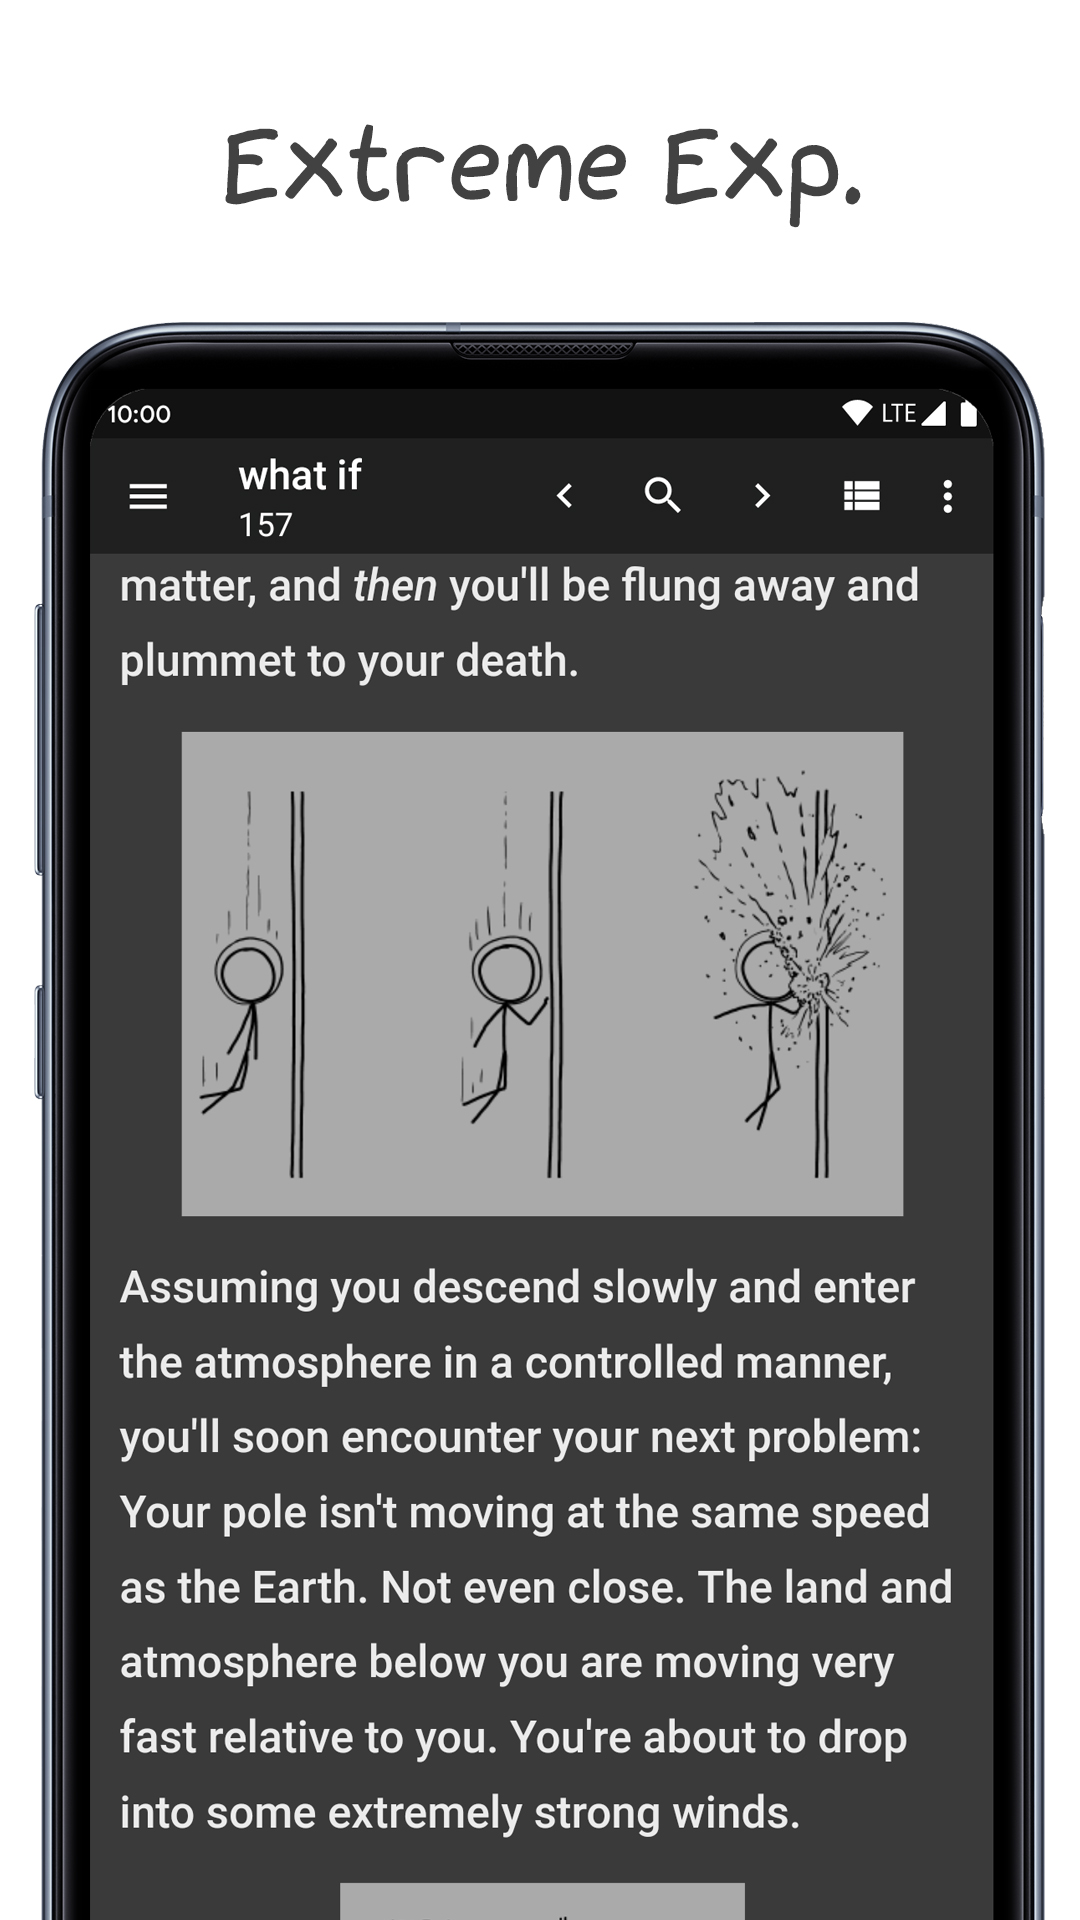 Extreme Exp.
10:00
LTE
what if
157
matter, and then you'll be flung away and
plummet to your death.
Assuming you descend slowly and enter
the atmosphere in a controlled manner,
you'll soon encounter your next problem:
Your pole isn't moving at the same speed
as the Earth. Not even close. The land and
atmosphere below you are moving very
fast relative to you. You're about to drop
into some extremely strong winds.